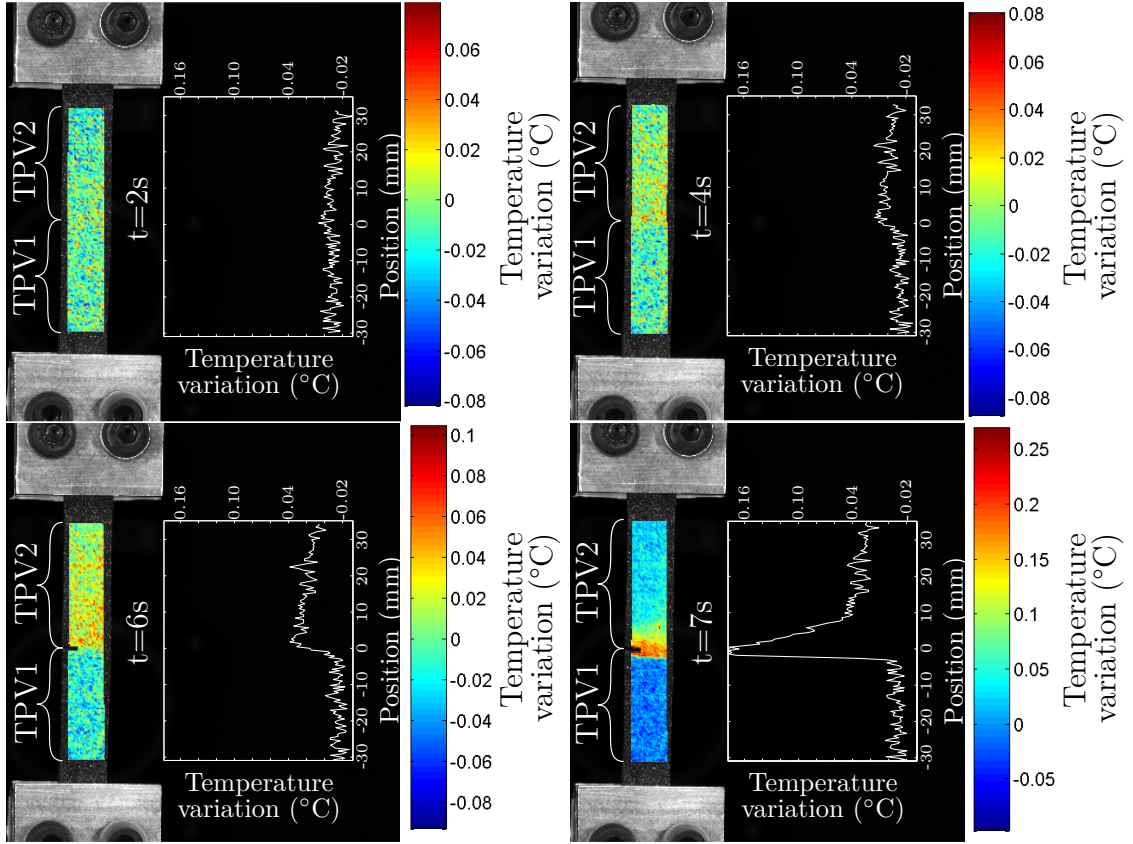 0.16
0.10
0.04
-0.02
TPV2
TPV1
t=2s
30
20
10
0
-10
-20
-30
Position (mm)
Temperature
variation (°C)
0.06
0.04
0.02
0
-0.02
-0.04
-0.06
-0.08
Temperature
variation (°C)
0.16
0.10
0.04
-0.02
TPV2
TPV1
t=4s
30
20
10
0
-10
-20
-30
Position (mm)
Temperature
variation (°C)
0.08
0.06
0.04
0.02
0
-0.02
-0.04
-0.06
-0.08
Temperature
variation (°C)
0.16
0.10
0.04
-0.02
TPV2
TPV1
t=6s
30
20
10
0
-10
-20
-30
Position (mm)
Temperature
variation (°C)
0.1
0.08
0.06
0.04
0.02
0
-0.02
-0.04
-0.06
-0.08
Temperature
variation (°C)
0.16
0.10
0.04
-0.02
TPV2
TPV1
t=7s
30
20
10
0
-10
-20
-30
Position (mm)
Temperature
variation (°C)
0.25
0.2
0.15
0.1
0.05
0
-0.05
Temperature
variation (°C)